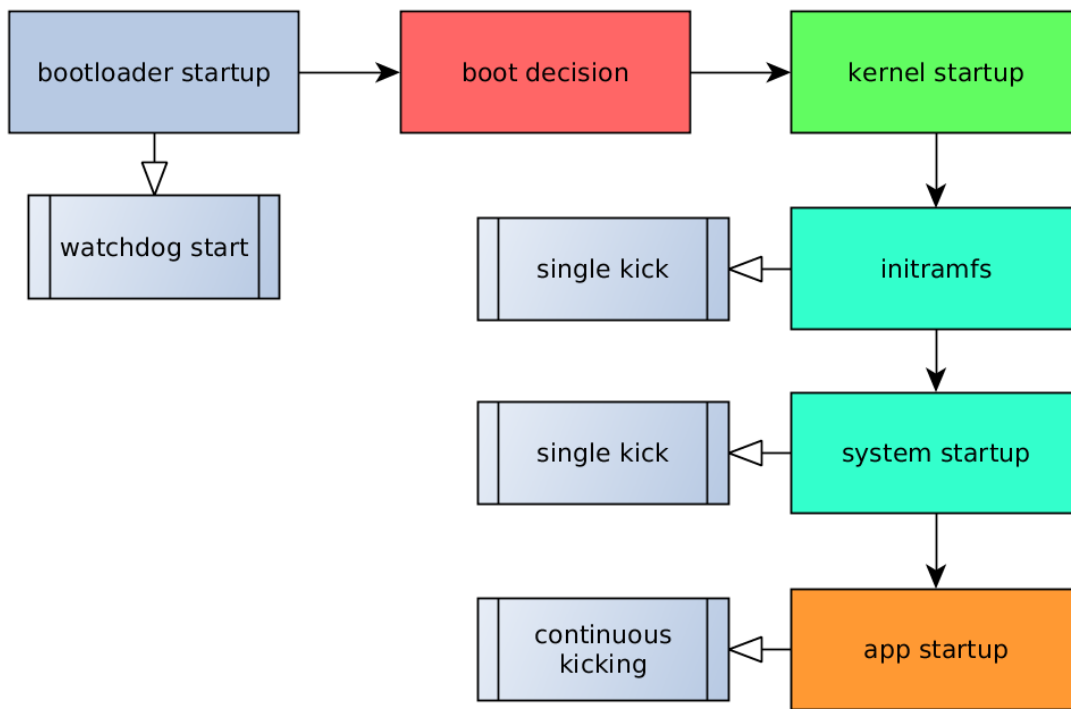 bootloader startup
boot decision
kernel startup
watchdog start
single kick
initramfs
single kick
system startup
continuous
kicking
app startup